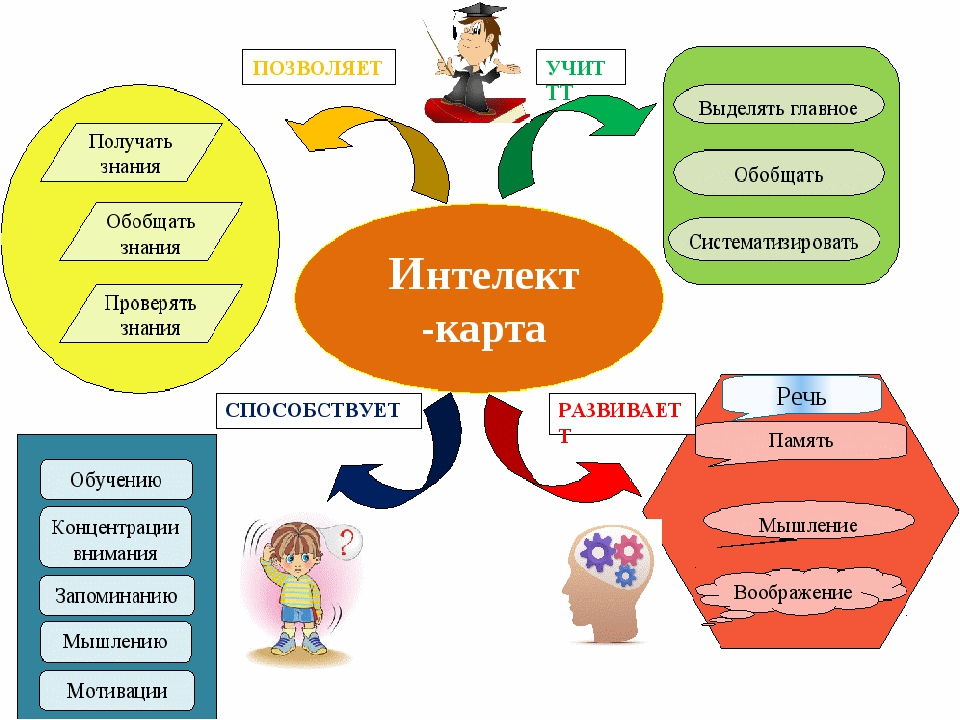 ПОЗВОЛЯЕТ
УЧИТ
ТТ
Получать
знания
Обобщать
знания
Проверять
знания
Выделять главное
Обобщать
Систематизировать
Интелект
-карта
СПОСОБСТВУЕТ
РАЗВИВАЕТ
Т
Обучению
Концентрации
внимания
Запоминанию
Мышлению
Мотивации
?
Речь
Память
Мышление
Воображение